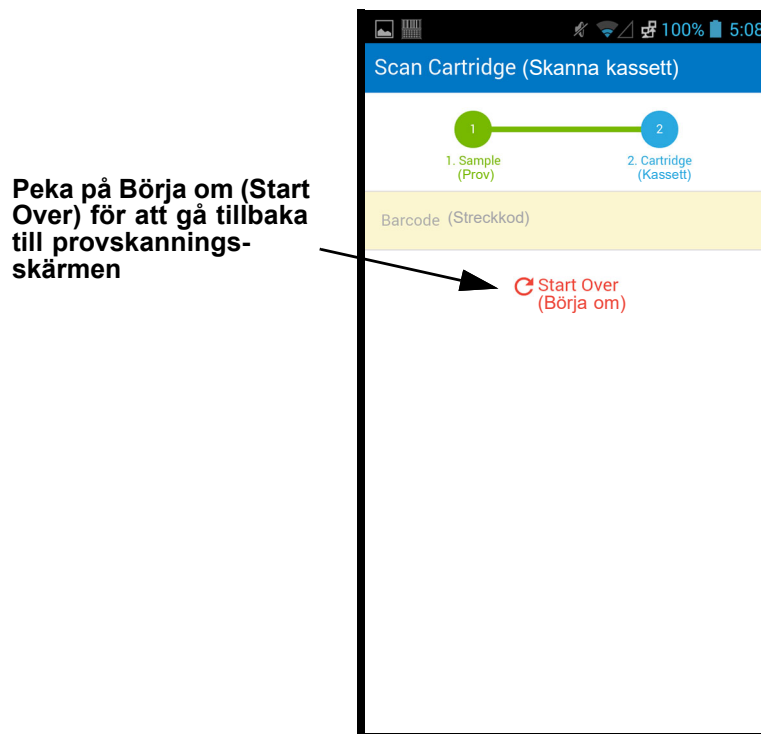 100% 5:08
Scan Cartridge (Skanna kassett)
1
2
1. Sample
(Prov)
2. Cartridge
(Kassett)
Barcode (Streckkod)
Peka på Börja om (Start
Over) för att gå tillbaka
till provskannings-
skärmen
Start Over
(Börja om)